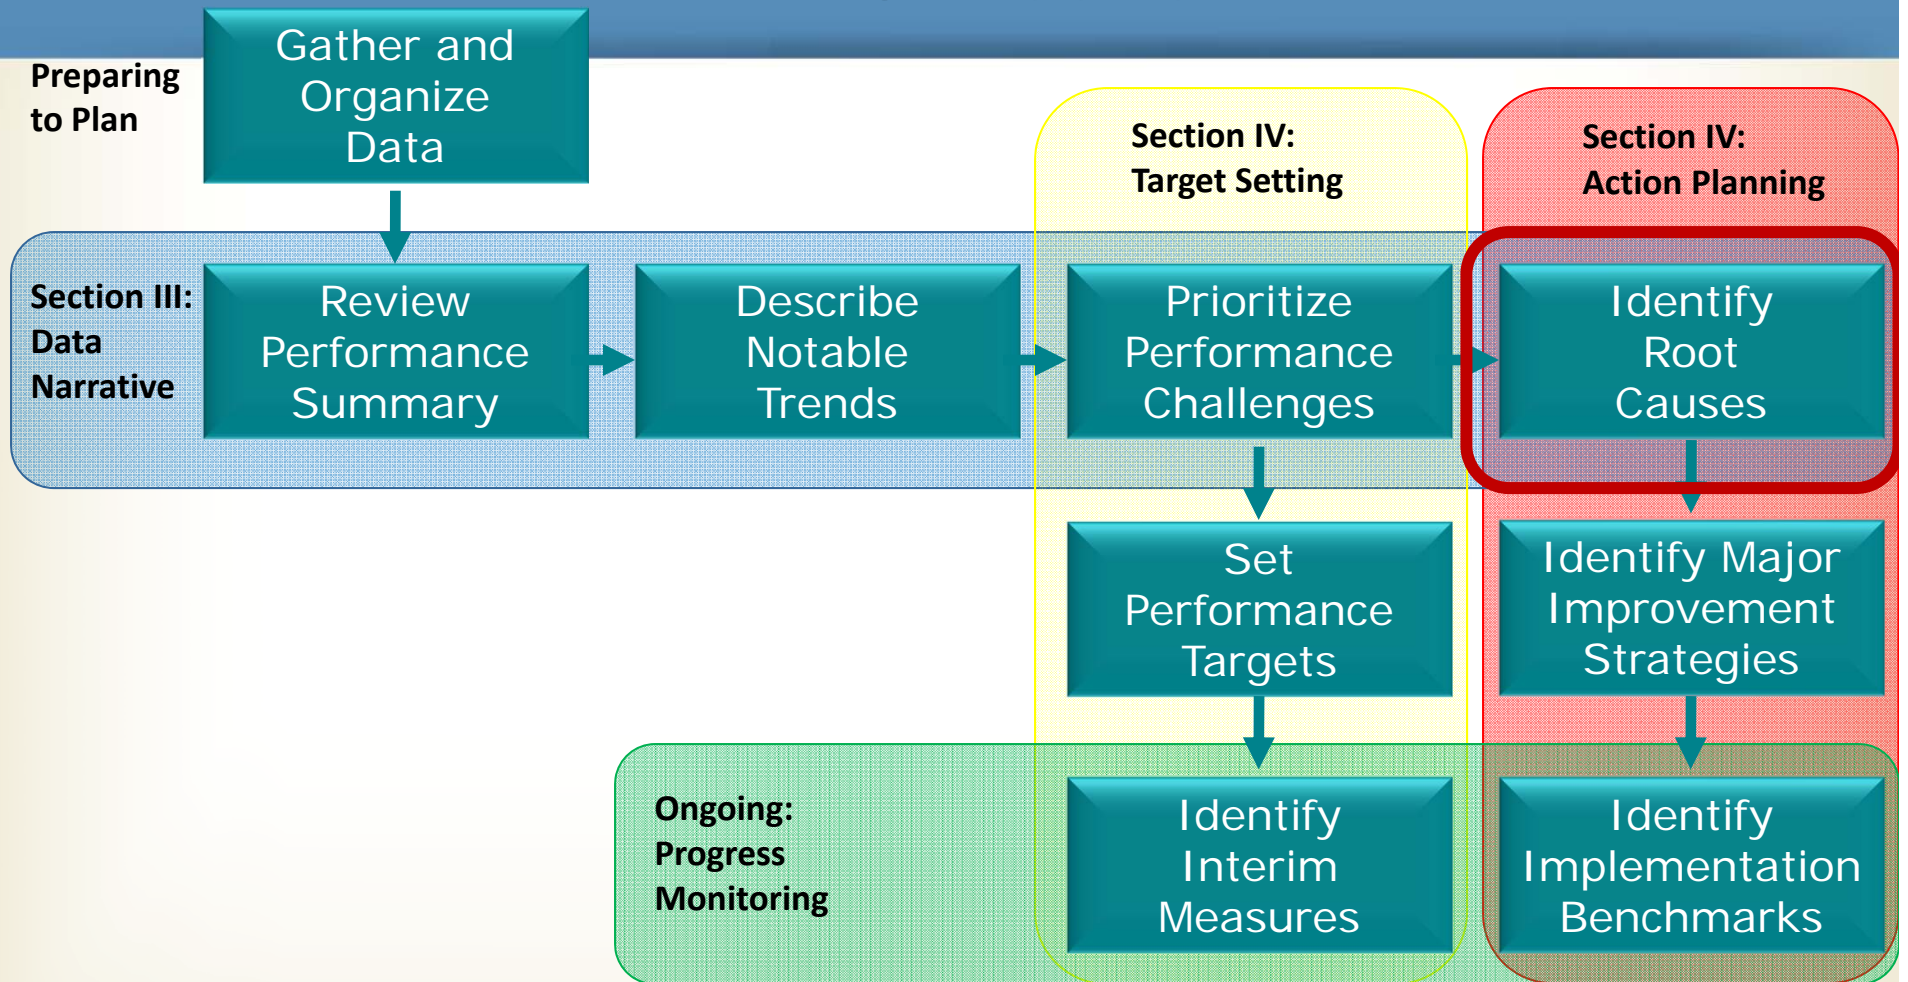 Preparing
to Plan
Gather and
Organize
Data
Section IV:
Target Setting
Section IV:
Action Planning
Section III:
Data
Narrative
Review
Performance
Summary
Describe
Notable
Trends
Prioritize
Performance
Challenges
Identify
Root
Causes
Set
Performance
Targets
Identify Major
Improvement
Strategies
Ongoing:
Progress
Monitoring
Identify
Interim
Measures
Identify
Implementation
Benchmarks